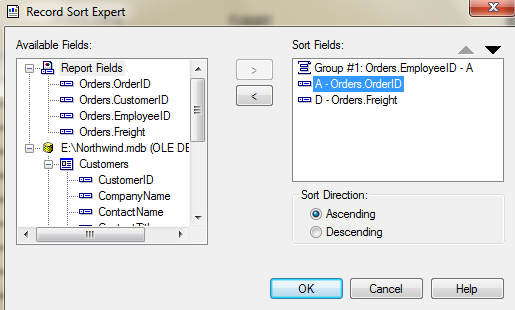 Record Sort Expert
Available Fields:
Report Fields
Orders.OrderID
Orders.CustomerID
Orders.EmployeeID
Orders.Freight
E:\Northwind.mdb (OLE DE
Customers
CustomerID
CompanyName
ContactName
>
<
Sort Fields:
Group #1: Orders.EmployeeID - A
A - Orders.OrderID
D - Orders.Freight
Sort Direction:
Ascending
Descending
OK
Cancel
Help